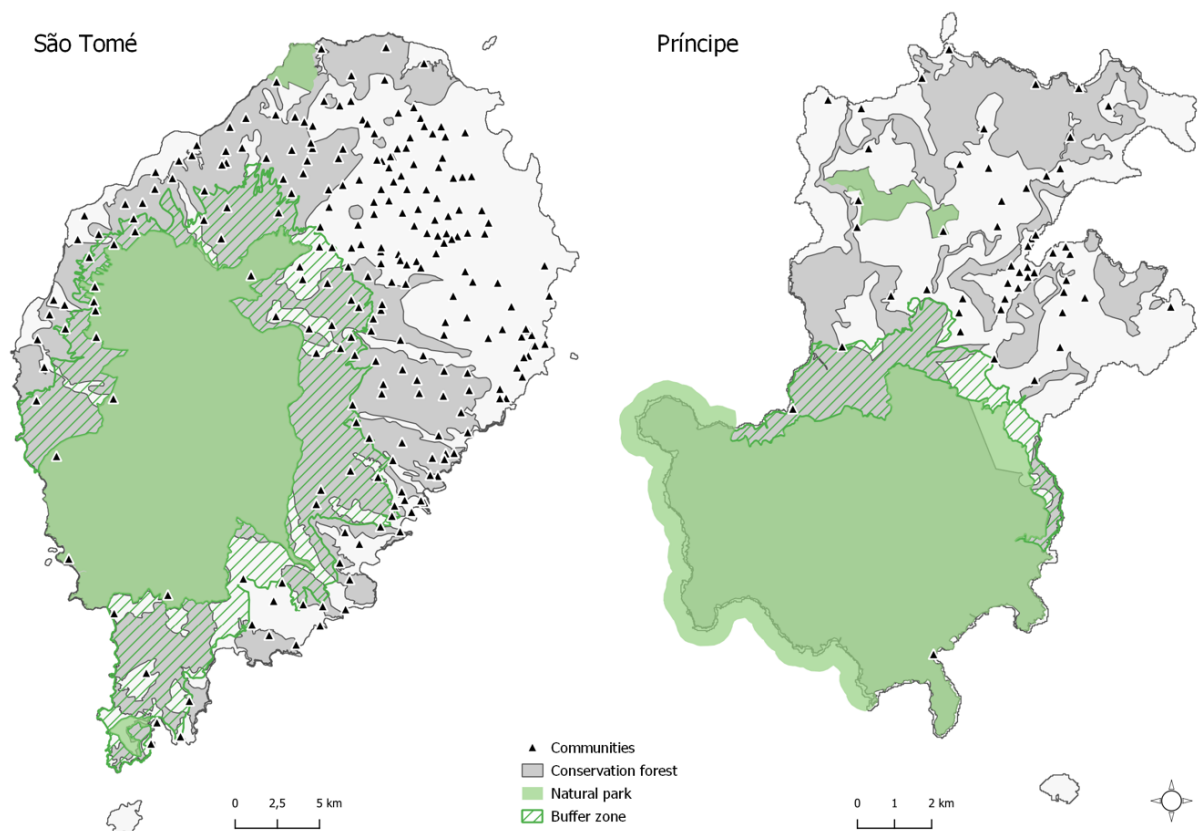 São Tomé
Príncipe
Communities
Conservation forest
Natural park
Buffer zone
0 2,5 5 km
0 1 2 km